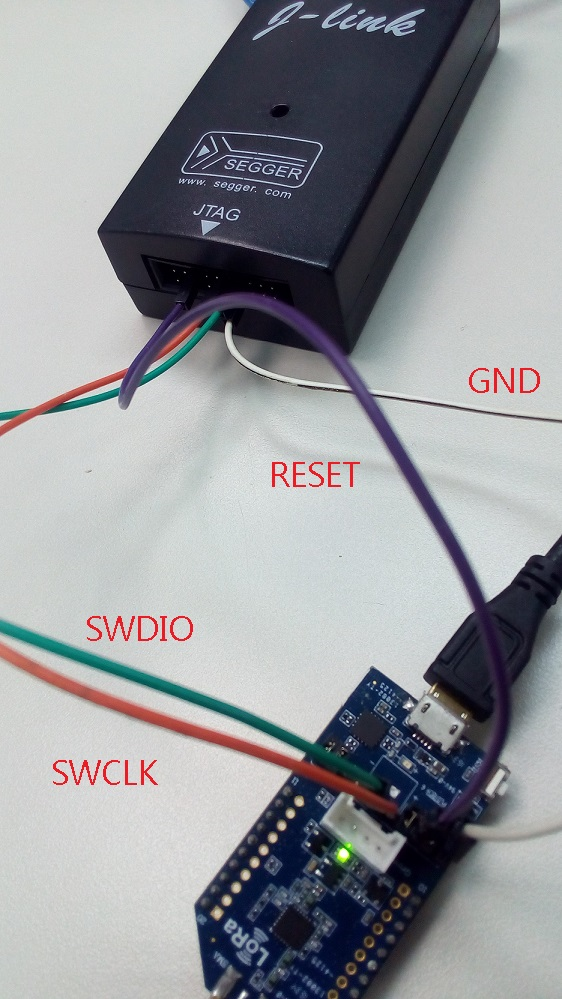 J-link
SEGGER
www. segger. com
JTAG
GND
RESET
SWDIO
SWCLK
LoRa